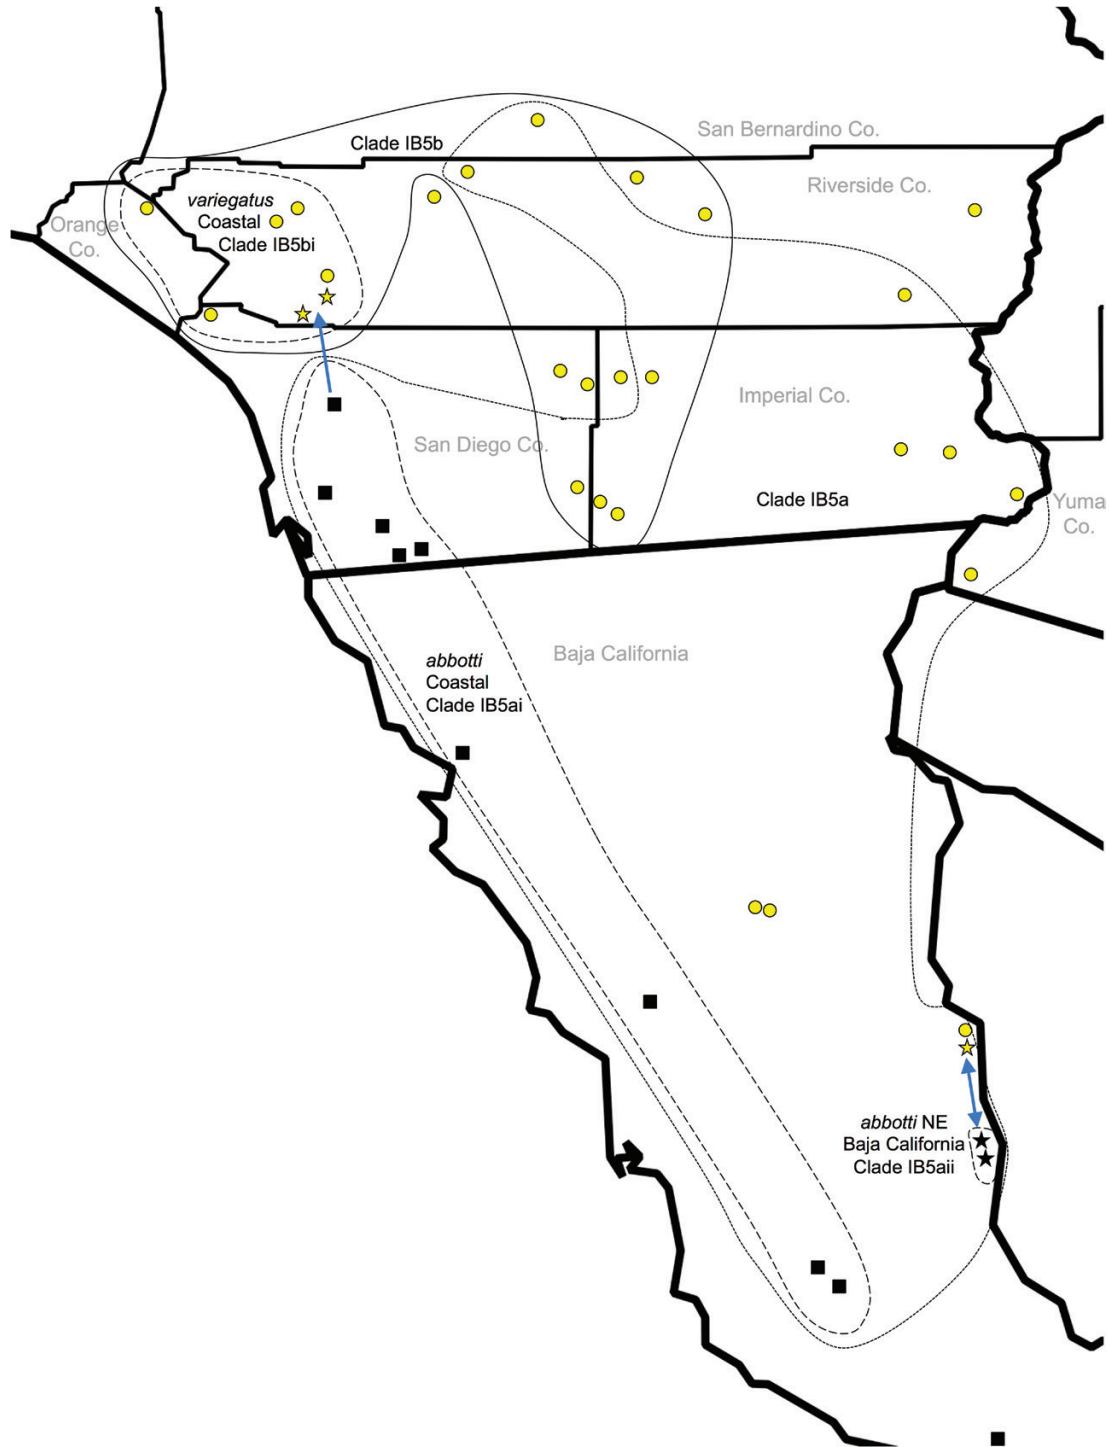 San Bernardino Co.
Clade IB5b
Riverside Co.
variegatus
Coastal
Clade IB5bi
Orange
Co.
Imperial Co.
San Diego Co.
Clade IB5a
Yuma
Co.
Baja California
abbotti
Coastal
Clade IB5ai
abbotti NE
Baja California
Clade IB5aii